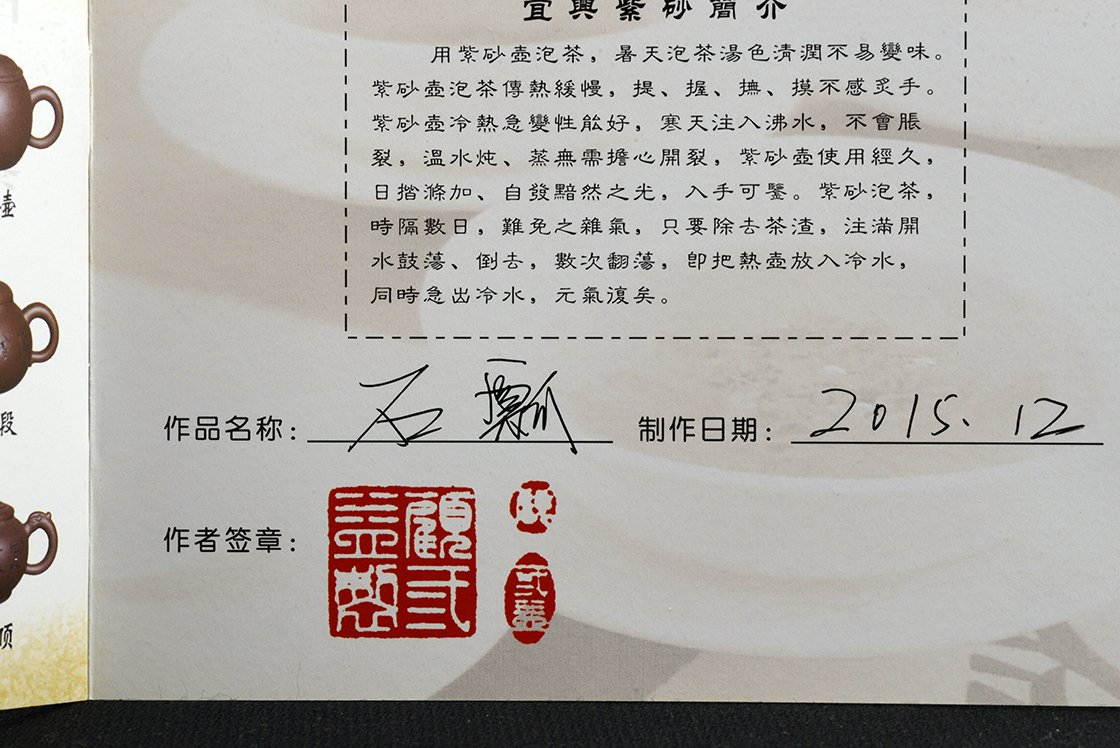 壺
段
顶
宜興紫砂簡介
用紫砂壺泡茶，暑天泡茶湯色清潤不易變味。
紫砂壺泡茶傳熱緩慢，提、握、撫、摸不感炙手。
紫砂壺冷熱急變性能好，寒天注入沸水，不會脹
裂，溫水炖、蒸無需擔心開裂，紫砂壺使用經久，
日揩滌加、自發黯然之光，入手可鑒。紫砂泡茶，
時隔數日，難免之雜氣，只要除去茶渣，注滿開
水鼓蕩、倒去，數次翻蕩，即把熱壺放入冷水，
同時急出冷水，元氣復矣。
作品名称：石瓢 制作日期：2015.12
作者签章：
顧